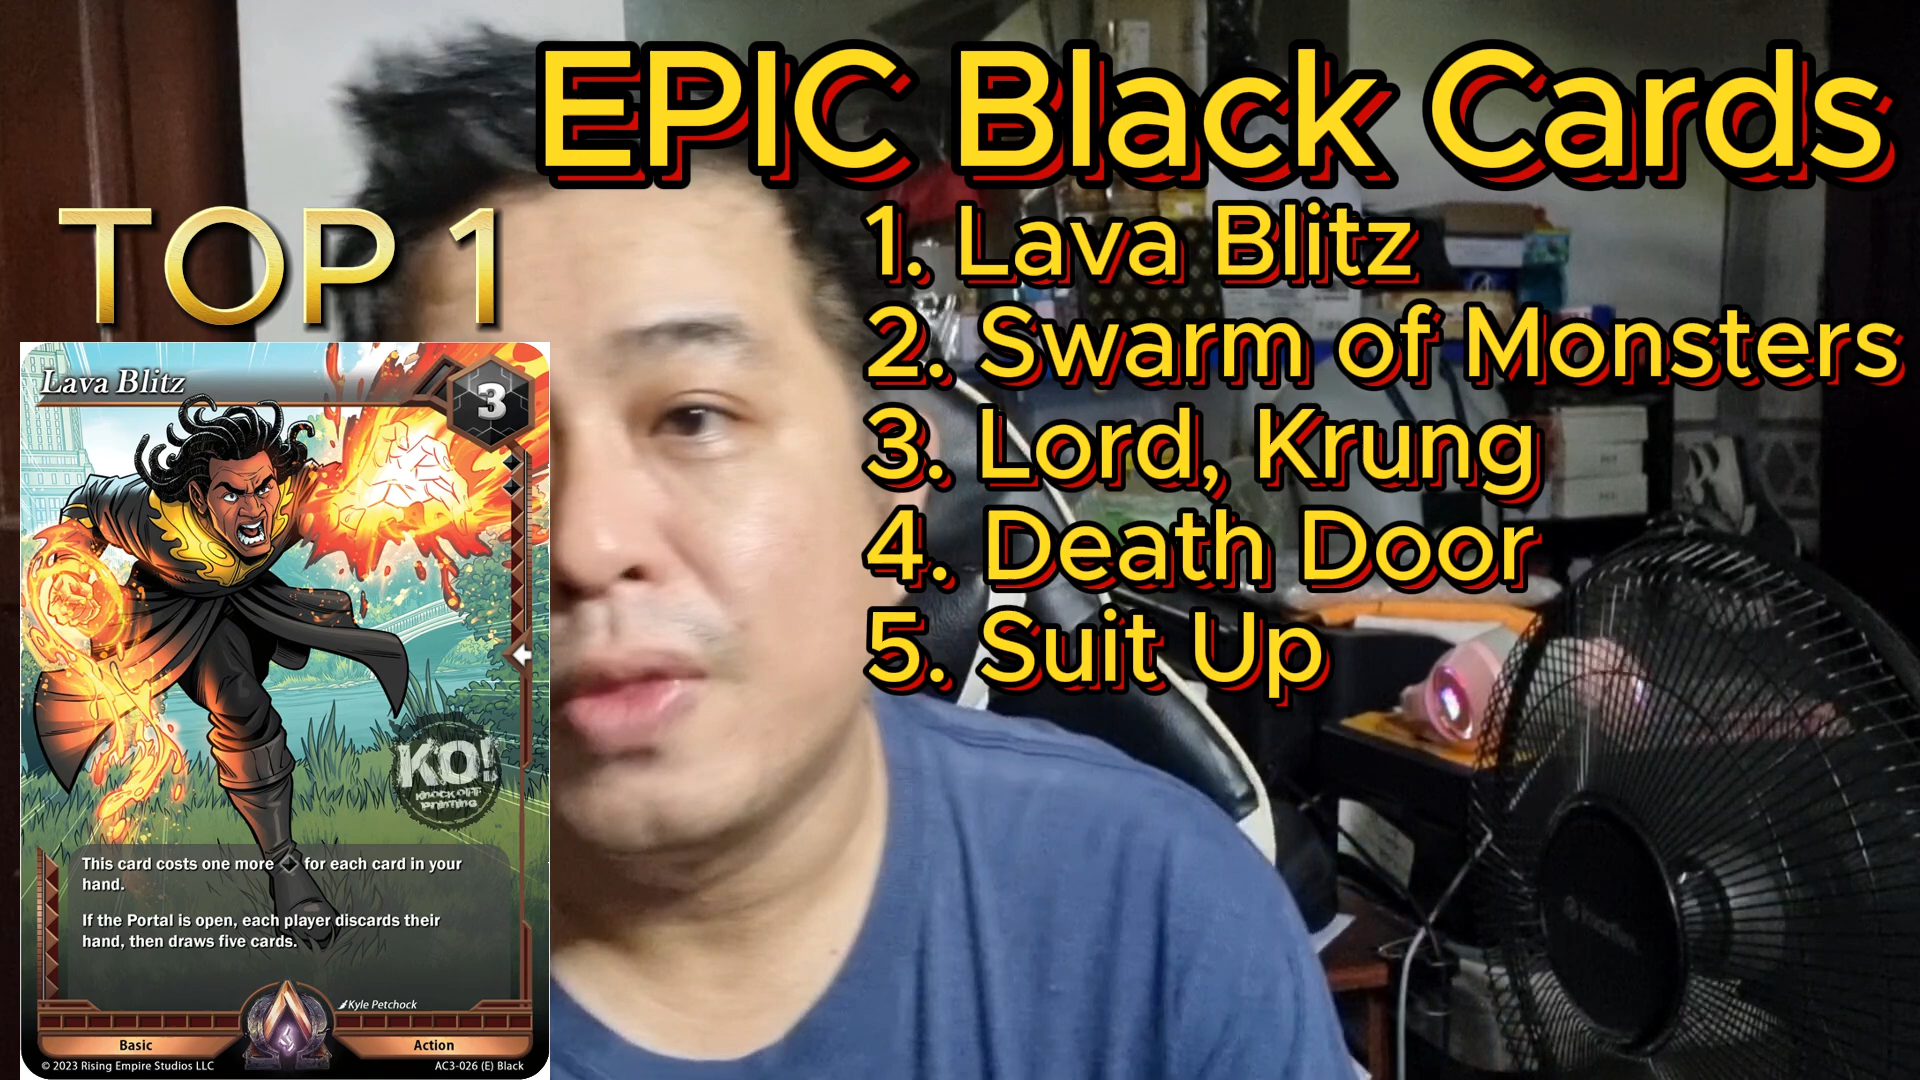 EPIC Black Cards
TOP 1
1. Lava Blitz
2. Swarm of Monsters
3. Lord, Krung
4. Death Door
5. Suit Up
Lava Blitz
3
KO!
KNOCK OFF
PRINTING
This card costs one more for each card in your
hand.
If the Portal is open, each player discards their
hand, then draws five cards.
Kyle Petchock
Basic
Action
© 2023 Rising Empire Studios LLC
AC3-026 (E) Black